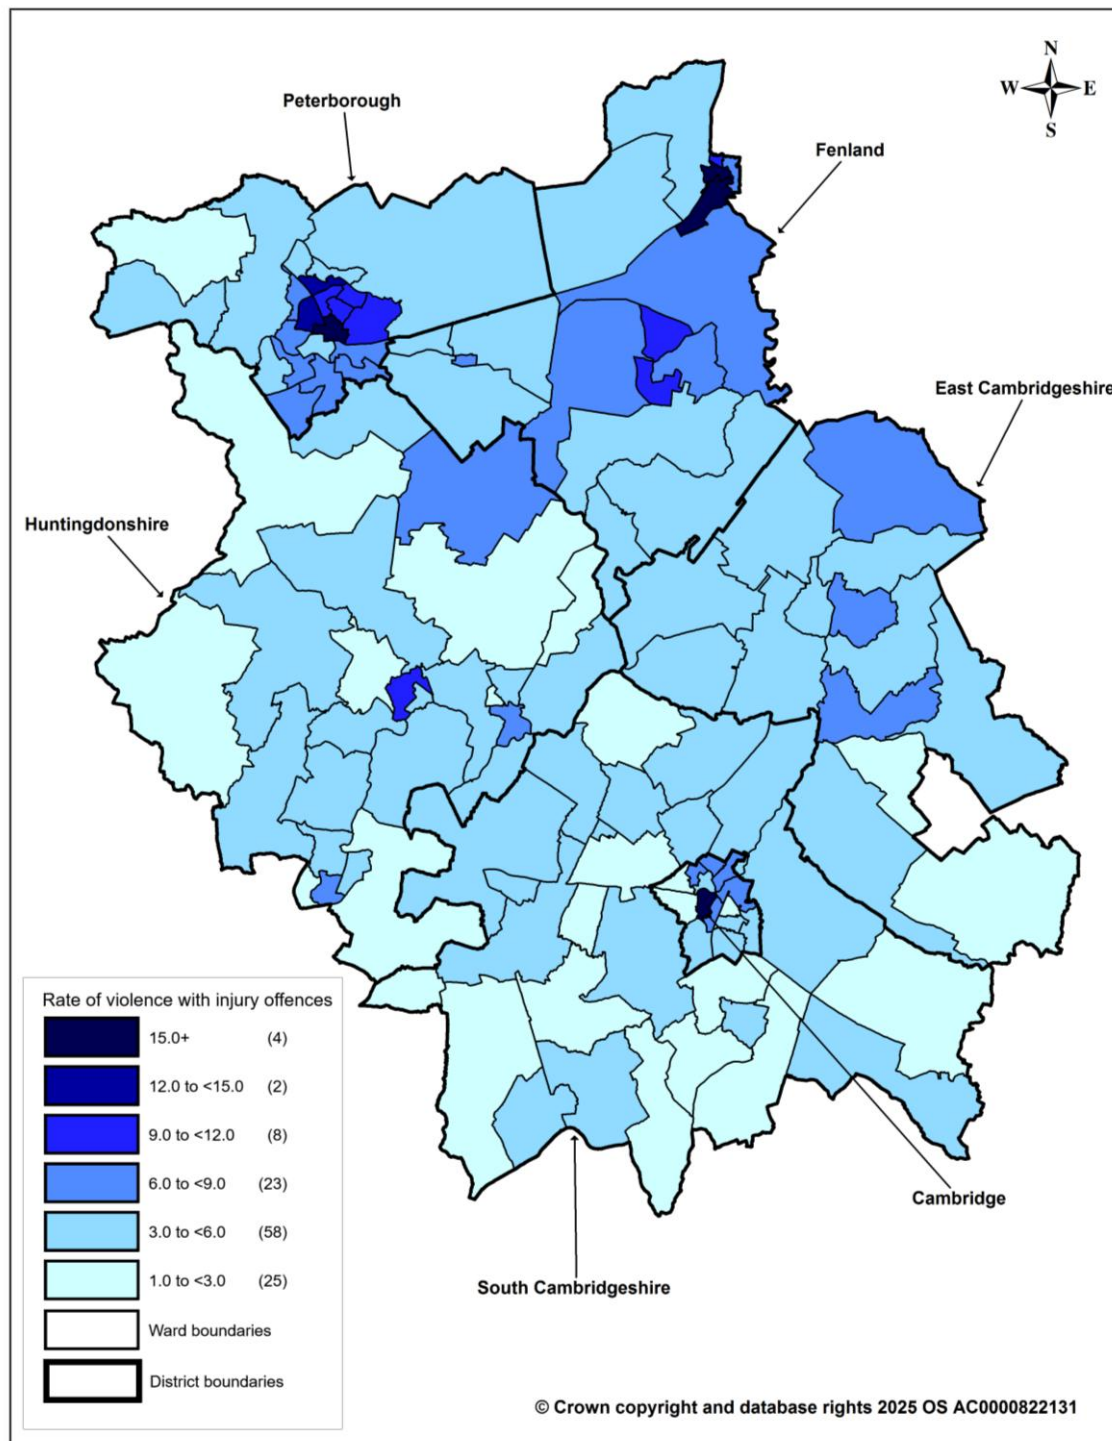 N
W E
S
Peterborough
Fenland
East Cambridgeshire
Huntingdonshire
Cambridge
South Cambridgeshire
Rate of violence with injury offences
15.0+ (4)
12.0 to <15.0 (2)
9.0 to <12.0 (8)
6.0 to <9.0 (23)
3.0 to <6.0 (58)
1.0 to <3.0 (25)
Ward boundaries
District boundaries
© Crown copyright and database rights 2025 OS AC0000822131